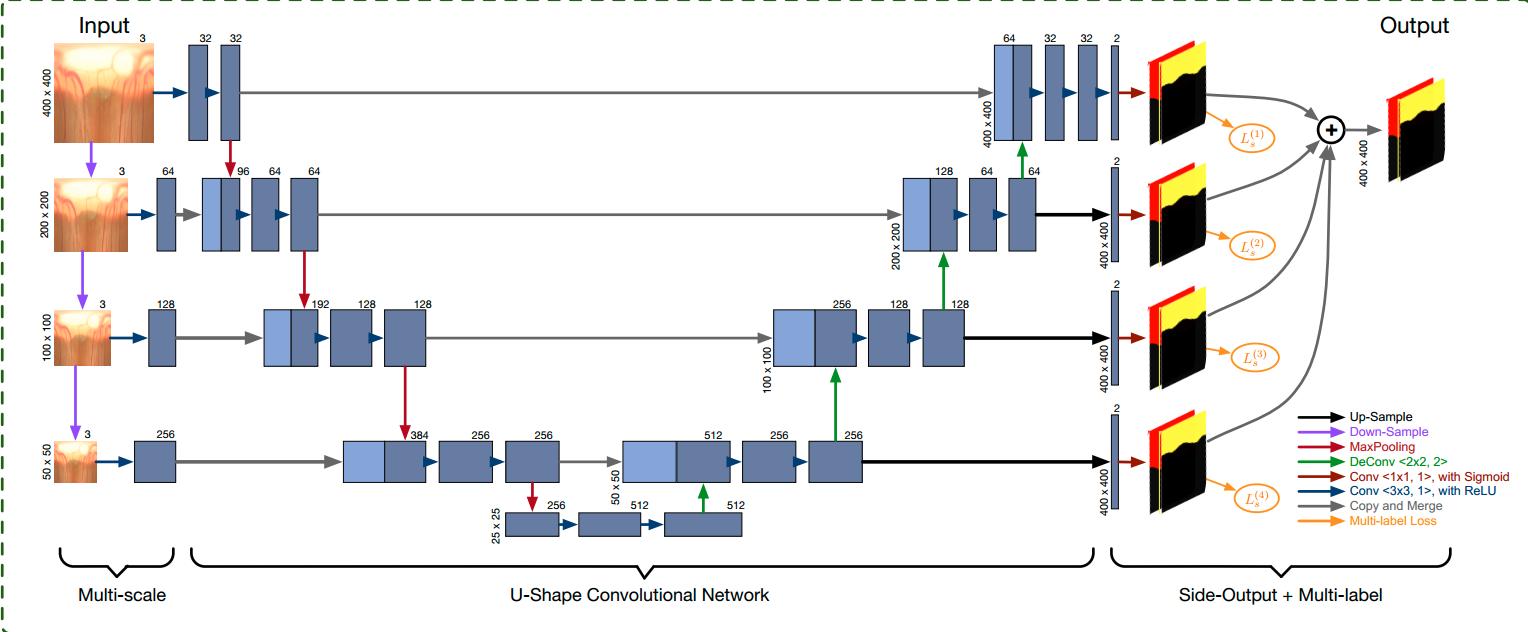 Input
Output
3
32
32
64
32
32
2
400 x 400
400 x 400
L_s^(1)
400 x 400
3
64
96
64
64
128
64
64
2
200 x 200
200 x 200
400 x 400
L_s^(2)
3
128
192
128
128
256
128
128
2
100 x 100
100 x 100
400 x 400
L_s^(3)
3
256
384
256
256
512
256
256
2
50 x 50
50 x 50
400 x 400
L_s^(4)
25 x 25
256
512
512
Up-Sample
Down-Sample
MaxPooling
DeConv <2x2, 2>
Conv <1x1, 1>, with Sigmoid
Conv <3x3, 1>, with ReLU
Copy and Merge
Multi-label Loss
Multi-scale
U-Shape Convolutional Network
Side-Output + Multi-label